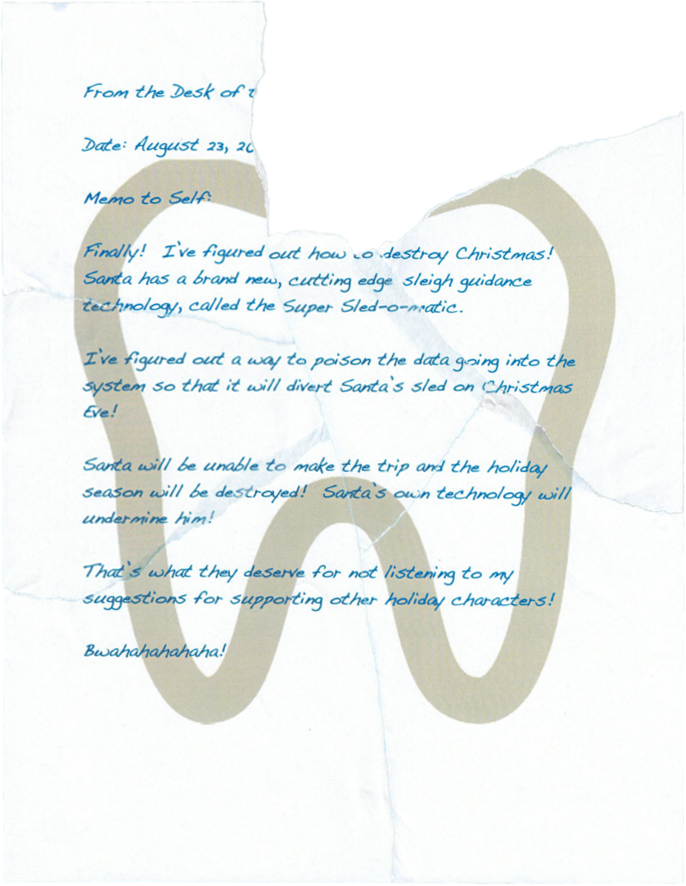 From the Desk of
Date: August 23, 20
Memo to Self:
Finally! I've figured out how to destroy Christmas!
Santa has a brand new, cutting edge sleigh guidance
technology, called the Super Sled-o-matic.
I've figured out a way to poison the data going into the
system so that it will divert Santa's sled on Christmas
Eve!
Santa will be unable to make the trip and the holiday
season will be destroyed! Santa's own technology will
undermine him!
That's what they deserve for not listening to my
suggestions for supporting other holiday characters!
Bwahahahahaha!